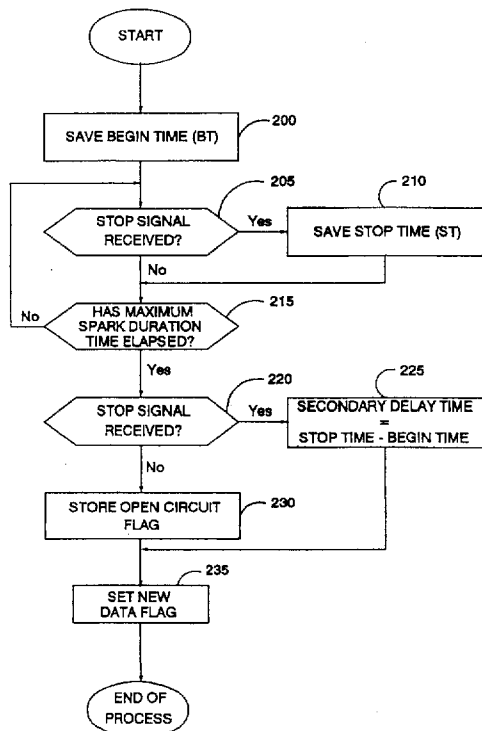 START
200
SAVE BEGIN TIME (BT)
205
210
STOP SIGNAL
RECEIVED?
Yes
SAVE STOP TIME (ST)
No
215
No
HAS MAXIMUM
SPARK DURATION
TIME ELAPSED?
Yes
220
225
STOP SIGNAL
RECEIVED?
Yes
SECONDARY DELAY TIME
=
STOP TIME - BEGIN TIME
No
230
STORE OPEN CIRCUIT
FLAG
235
SET NEW
DATA FLAG
END OF
PROCESS